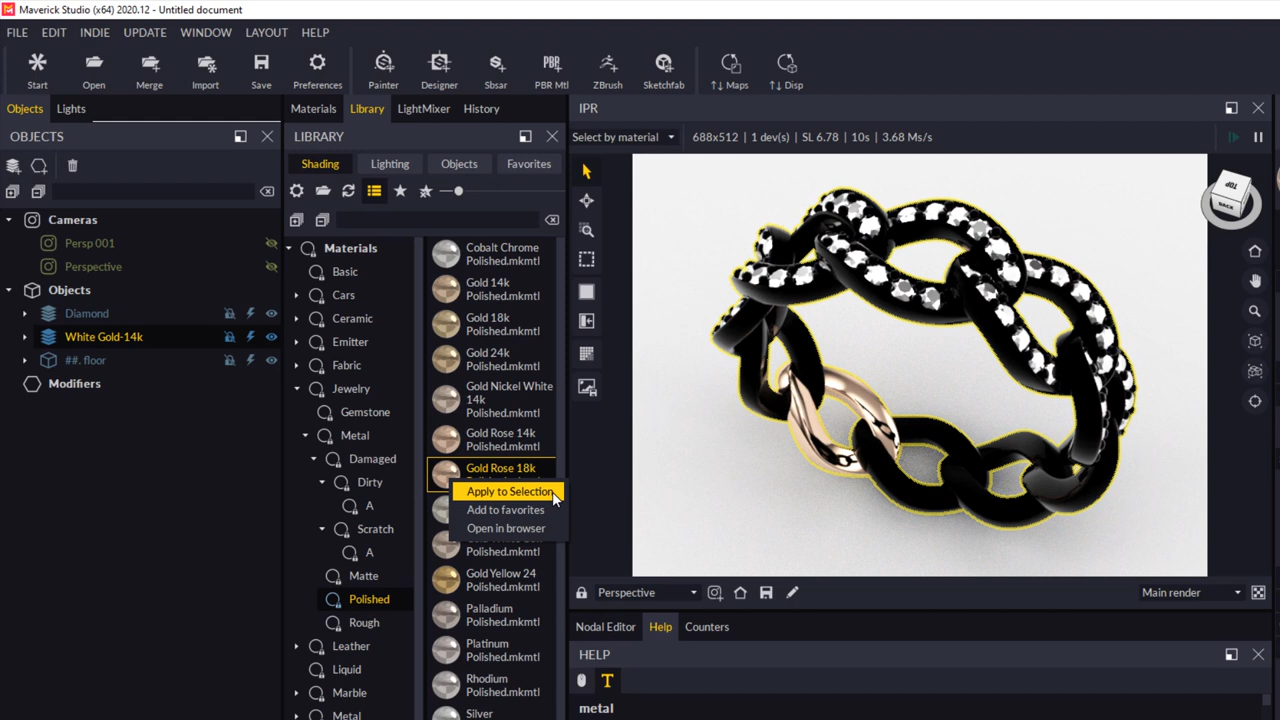 Maverick Studio (x64) 2020.12 - Untitled document
FILE EDIT INDIE UPDATE WINDOW LAYOUT HELP
Start Open Merge Import Save Preferences Painter Designer Sbsar PBR Mtl ZBrush Sketchfab ↑↓ Maps ↑↓ Disp
PBR
Objects Lights
OBJECTS
Cameras
Persp 001
Perspective
Objects
Diamond
White Gold-14k
##. floor
Modifiers
Materials Library LightMixer History
LIBRARY
Shading Lighting Objects Favorites
Materials
Basic
Cars
Ceramic
Emitter
Fabric
Jewelry
Gemstone
Metal
Damaged
Dirty
A
Scratch
A
Matte
Polished
Rough
Leather
Liquid
Marble
Metal
Cobalt Chrome
Polished.mkmtl
Gold 14k
Polished.mkmtl
Gold 18k
Polished.mkmtl
Gold 24k
Polished.mkmtl
Gold Nickel White
14k
Polished.mkmtl
Gold Rose 14k
Polished.mkmtl
Gold Rose 18k
Apply to Selection
Add to favorites
Open in browser
Polished.mkmtl
Gold Yellow 24
Polished.mkmtl
Palladium
Polished.mkmtl
Platinum
Polished.mkmtl
Rhodium
Polished.mkmtl
Silver
IPR
Select by material 688x512 | 1 dev(s) | SL 6.78 | 10s | 3.68 Ms/s
TOP
BACK
Perspective Main render
Nodal Editor Help Counters
HELP
T
metal